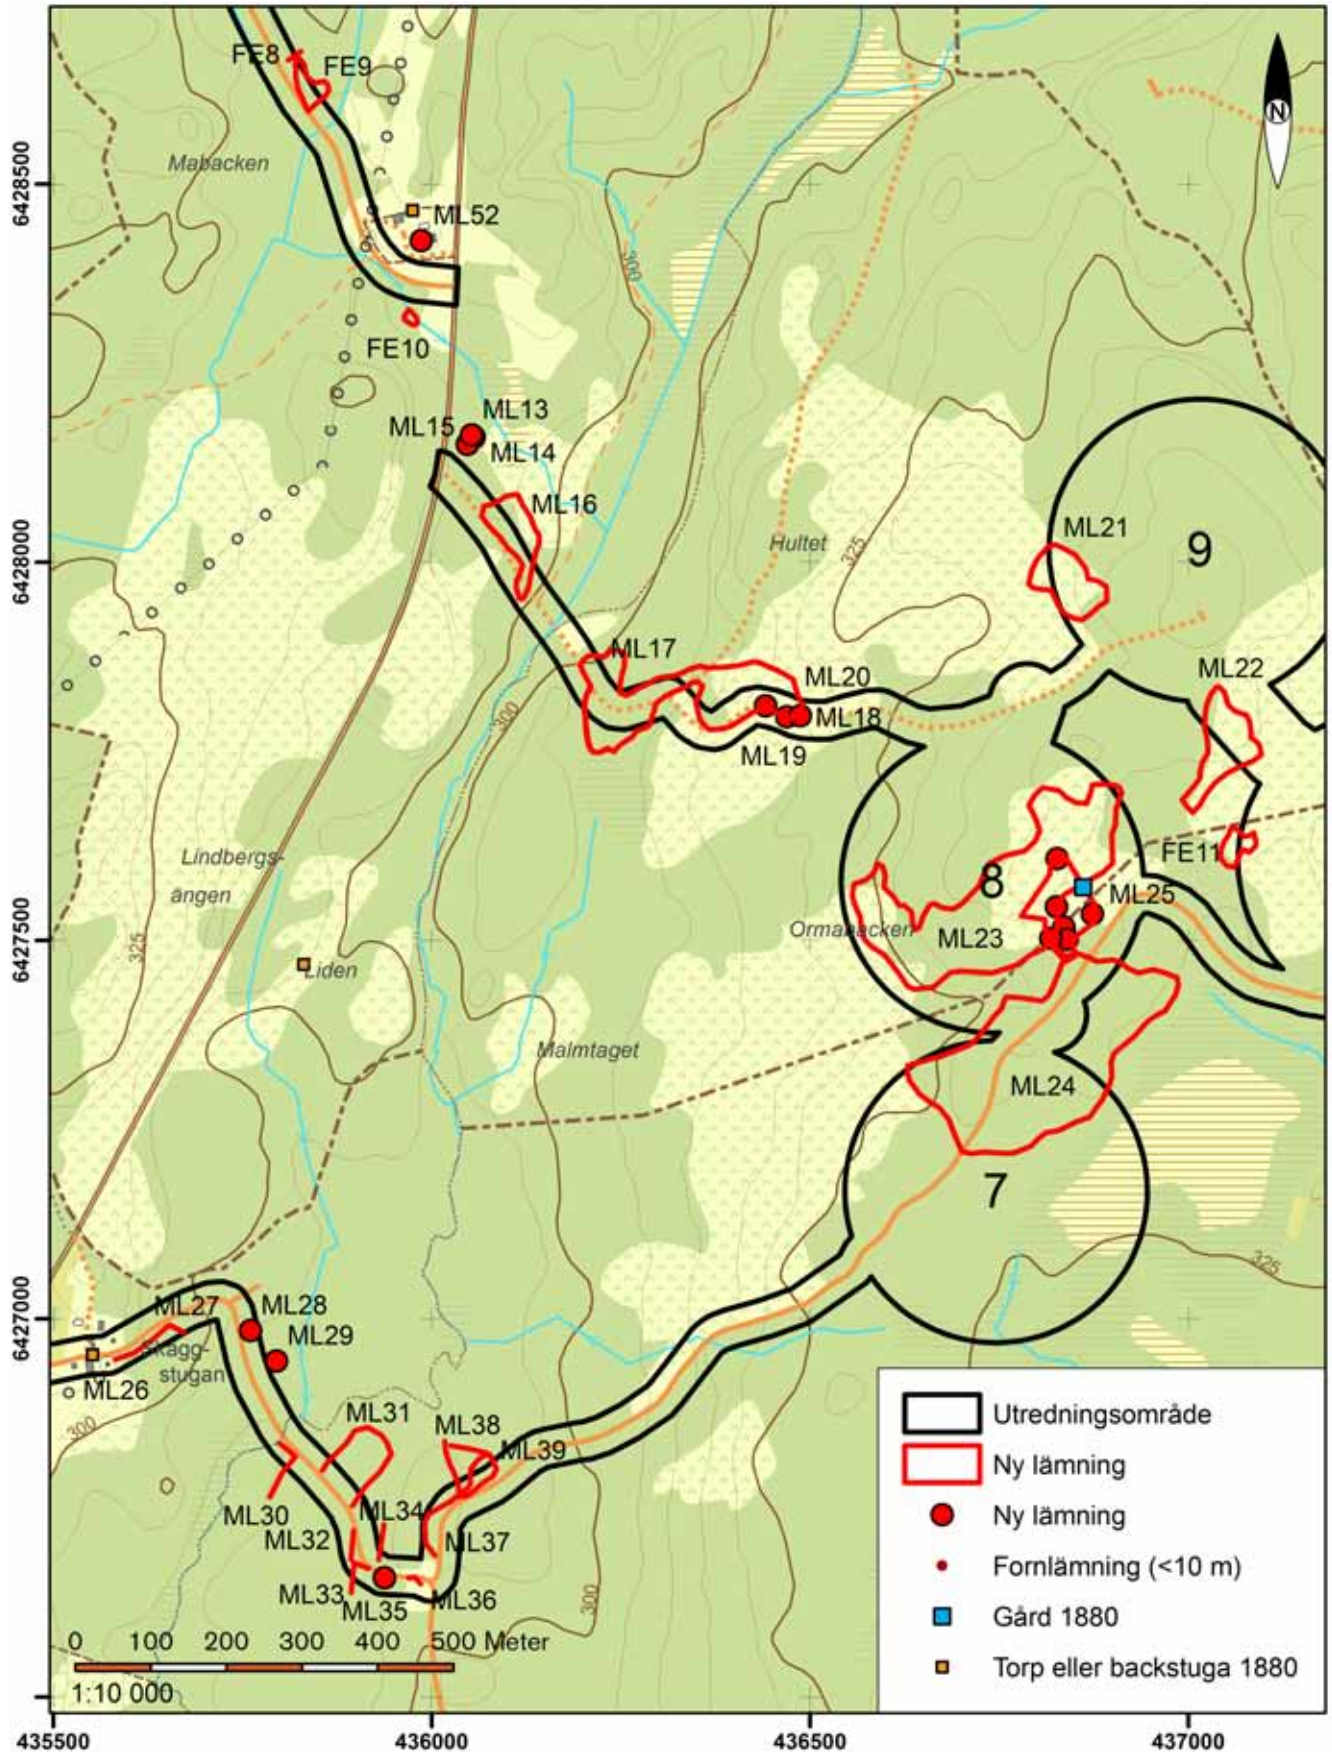 FE8
FE9
N
6428500
Mabacken
ML52
300
FE10
ML13
ML15
ML14
ML16
ML21
9
6428000
Hultet
325
ML17
ML22
ML20
ML18
300
ML19
Lindbergs-
ängen
8
FE11
ML25
6427500
325
Ormabacken
ML23
Liden
Malmtaget
ML24
7
325
6427000
ML27
ML28
ML29
Skägg-
stugan
ML26
300
ML31
ML38
ML39
ML30
ML34
ML32
ML37
ML33
ML35
ML36
300
0 100 200 300 400 500 Meter
1:10 000
Utredningsområde
Ny lämning
Ny lämning
Fornlämning (<10 m)
Gård 1880
Torp eller backstuga 1880
435500 436000 436500 437000